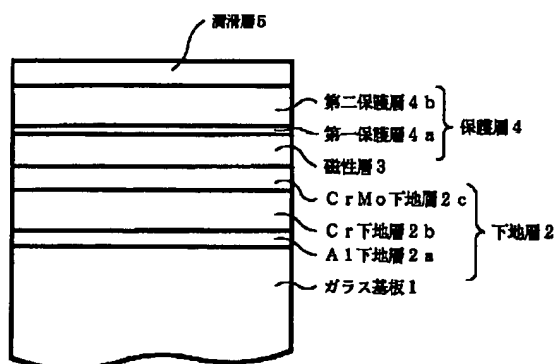 潤滑層5
第二保護層4b
第一保護層4a
保護層4
磁性層3
CrMo下地層2c
Cr下地層2b
下地層2
Al下地層2a
ガラス基板1